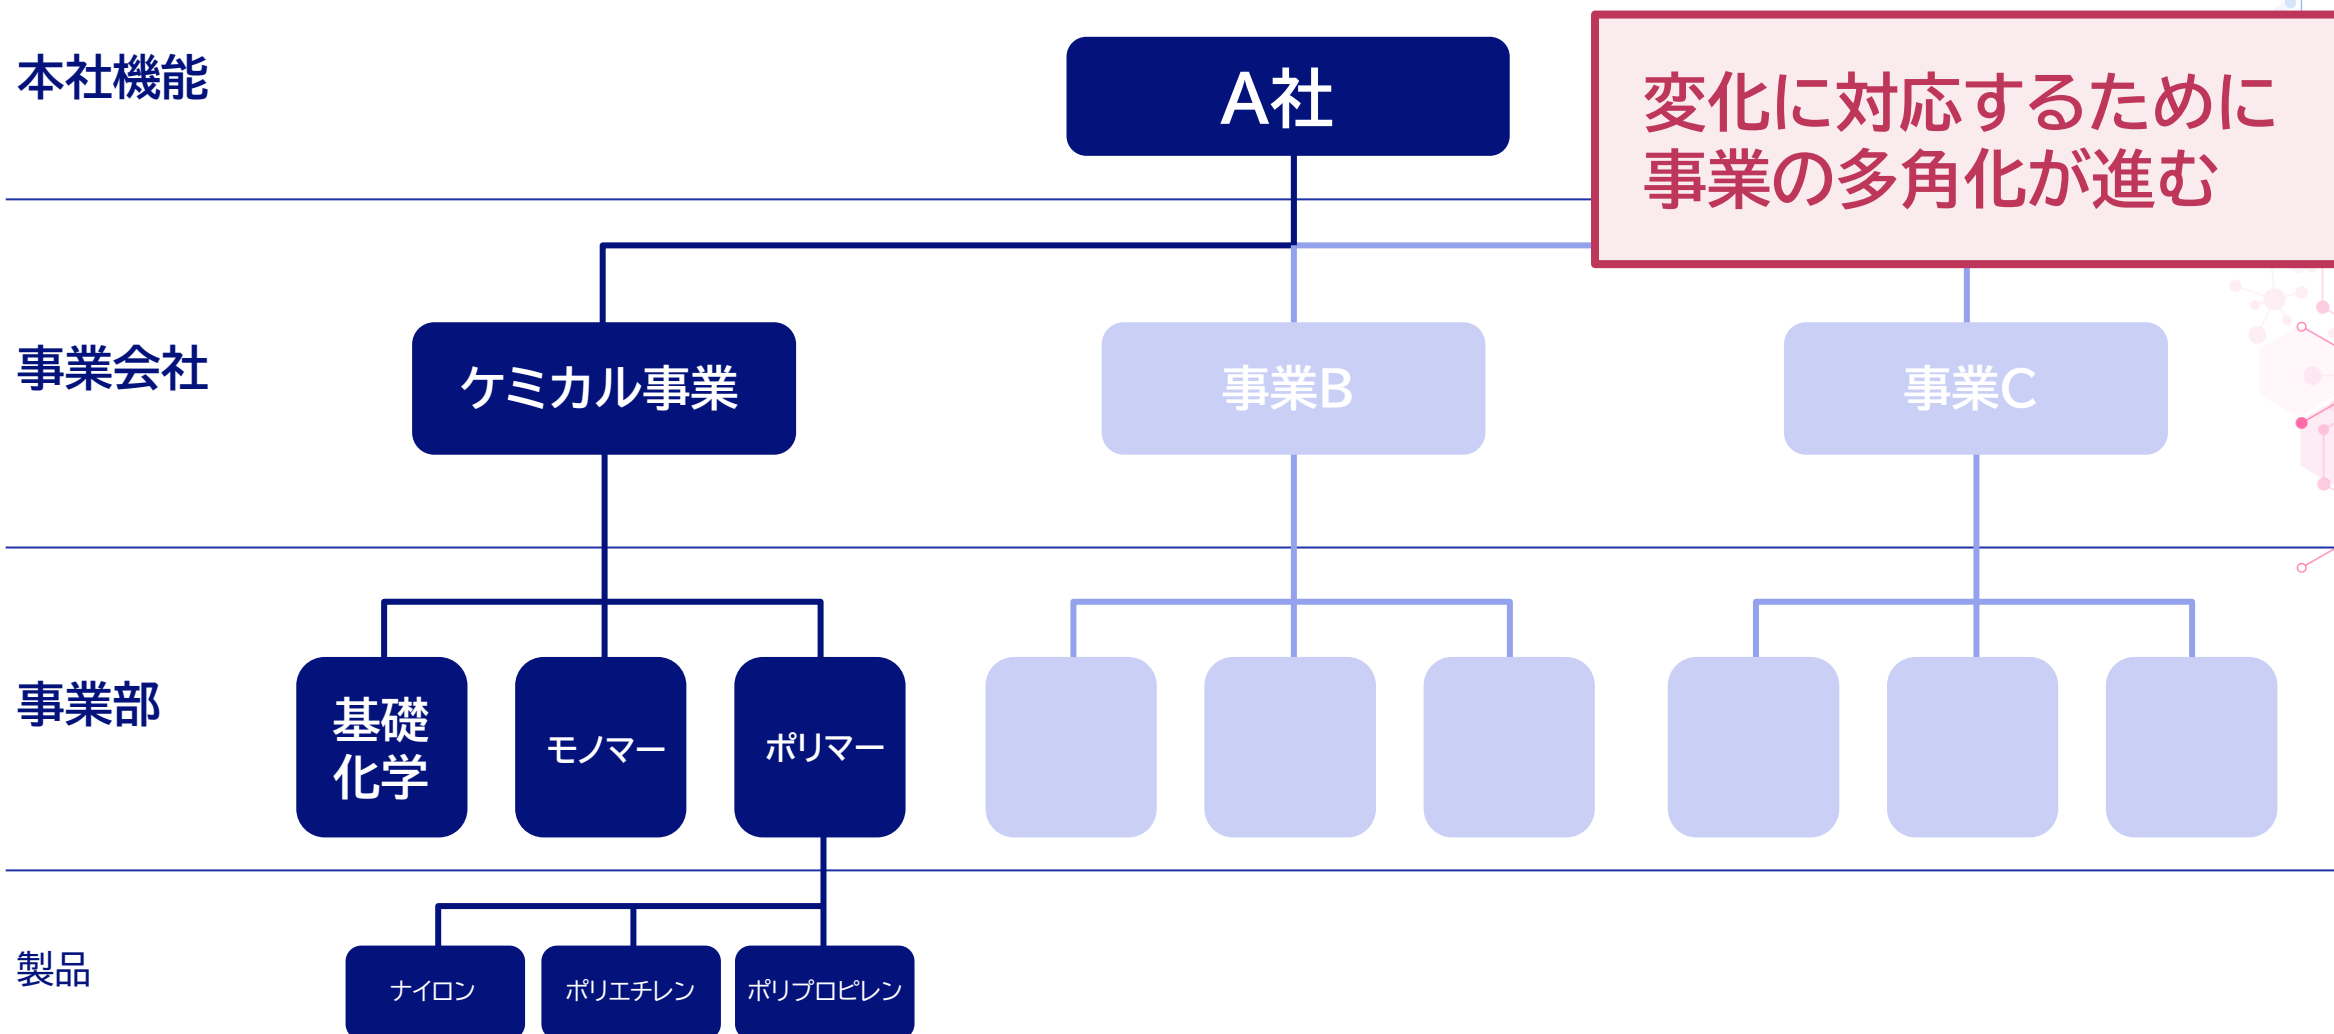 本社機能
A社
変化に対応するために
事業の多角化が進む
事業会社
ケミカル事業
事業B
事業C
事業部
基礎
化学
モノマー
ポリマー
製品
ナイロン
ポリエチレン
ポリプロピレン